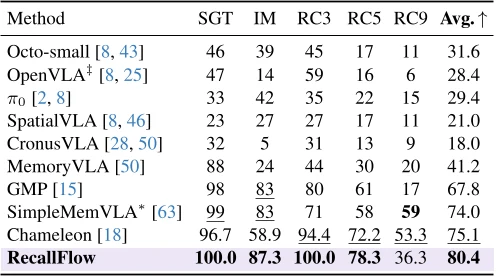 Method SGT IM RC3 RC5 RC9 Avg.↑
Octo-small [8, 43] 46 39 45 17 11 31.6
OpenVLA‡ [8, 25] 47 14 59 16 6 28.4
π0 [2, 8] 33 42 35 22 15 29.4
SpatialVLA [8, 46] 23 27 27 17 11 21.0
CronusVLA [28, 50] 32 5 31 13 9 18.0
MemoryVLA [50] 88 24 44 30 20 41.2
GMP [15] 98 83 80 61 17 67.8
SimpleMemVLA* [63] 99 83 71 58 59 74.0
Chameleon [18] 96.7 58.9 94.4 72.2 53.3 75.1
RecallFlow 100.0 87.3 100.0 78.3 36.3 80.4